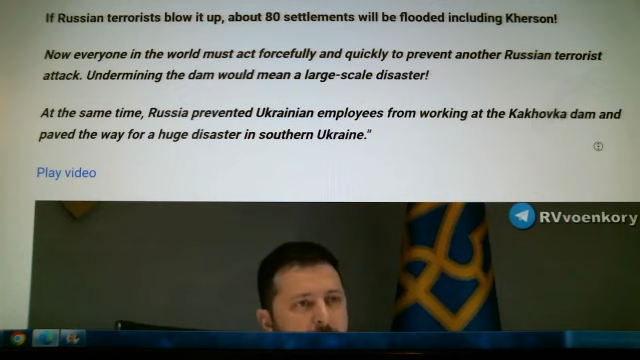 If Russian terrorists blow it up, about 80 settlements will be flooded including Kherson!
Now everyone in the world must act forcefully and quickly to prevent another Russian terrorist
attack. Undermining the dam would mean a large-scale disaster!
At the same time, Russia prevented Ukrainian employees from working at the Kakhovka dam and
paved the way for a huge disaster in southern Ukraine."
Play video
RVvoenkory